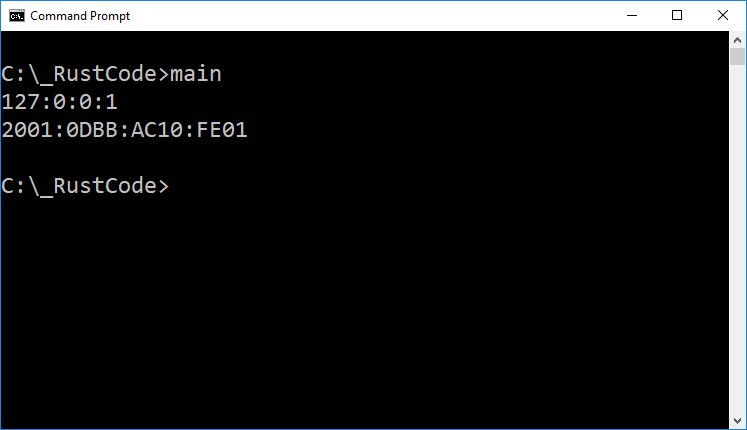 Command Prompt
C:\_RustCode>main
127:0:0:1
2001:0DBB:AC10:FE01
C:\_RustCode>